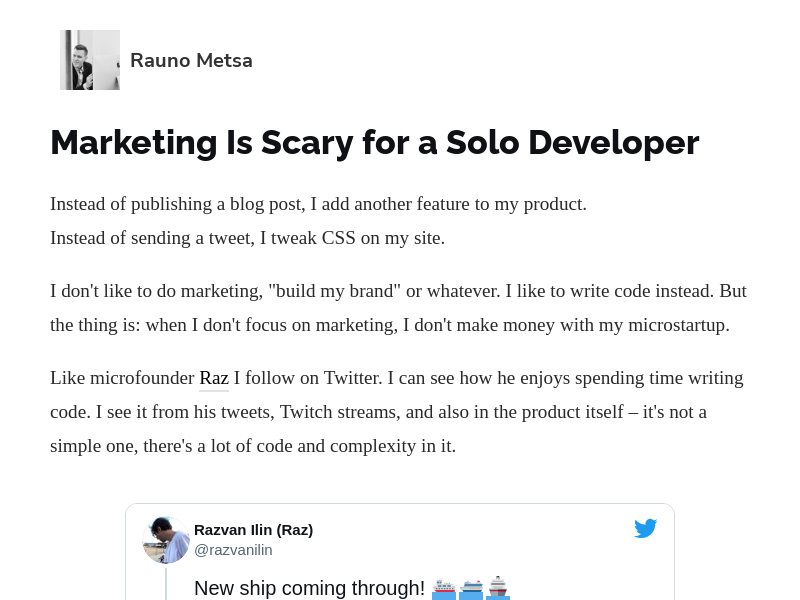 Rauno Metsa
Marketing Is Scary for a Solo Developer
Instead of publishing a blog post, I add another feature to my product.
Instead of sending a tweet, I tweak CSS on my site.
I don't like to do marketing, "build my brand" or whatever. I like to write code instead. But
the thing is: when I don't focus on marketing, I don't make money with my microstartup.
Like microfounder Raz I follow on Twitter. I can see how he enjoys spending time writing
code. I see it from his tweets, Twitch streams, and also in the product itself – it's not a
simple one, there's a lot of code and complexity in it.
Razvan Ilin (Raz)
@razvanilin
New ship coming through! 🛳️⛴️🚢